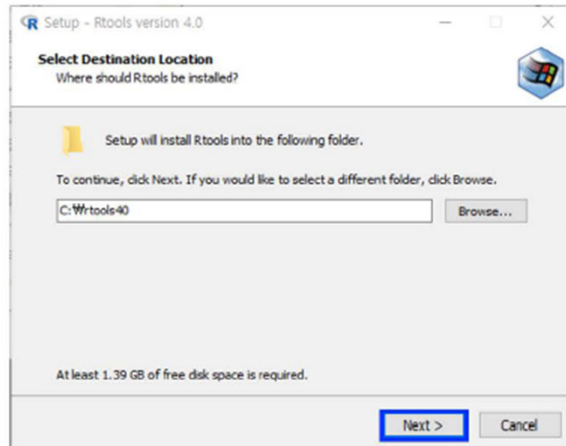 Setup - Rtools version 4.0
Select Destination Location
Where should Rtools be installed?
Setup will install Rtools into the following folder.
To continue, click Next. If you would like to select a different folder, click Browse.
C:₩rtools40
Browse...
At least 1.39 GB of free disk space is required.
Next >
Cancel